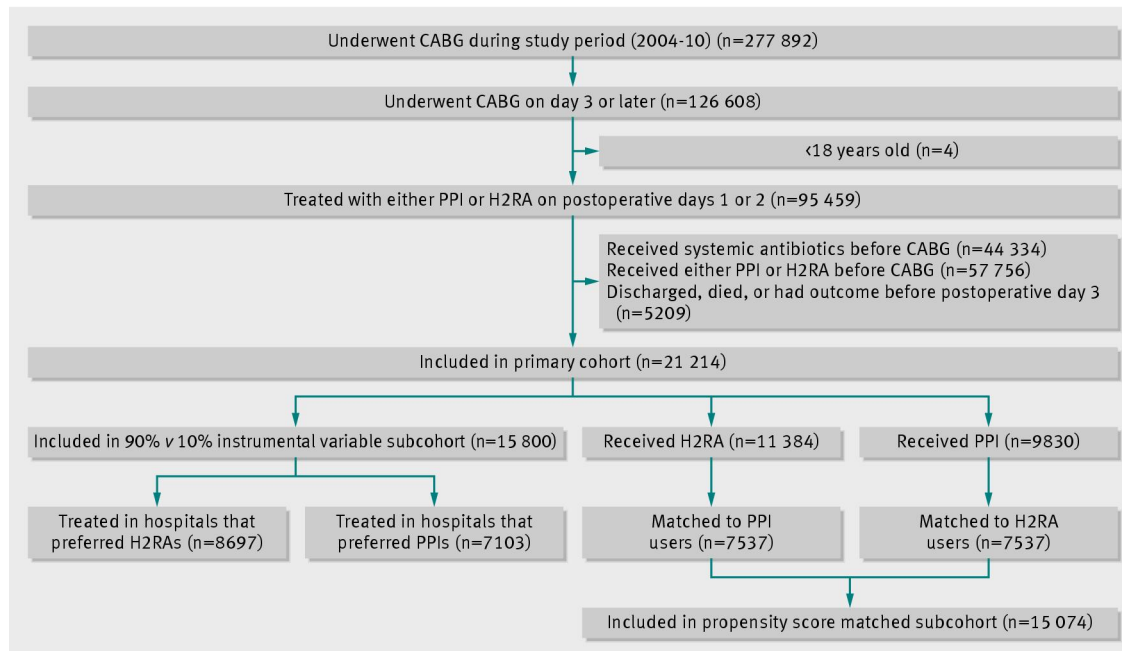 Underwent CABG during study period (2004-10) (n=277 892)
Underwent CABG on day 3 or later (n=126 608)
<18 years old (n=4)
Treated with either PPI or H2RA on postoperative days 1 or 2 (n=95 459)
Received systemic antibiotics before CABG (n=44 334)
Received either PPI or H2RA before CABG (n=57 756)
Discharged, died, or had outcome before postoperative day 3
(n=5209)
Included in primary cohort (n=21 214)
Included in 90% v 10% instrumental variable subcohort (n=15 800)
Received H2RA (n=11 384)
Received PPI (n=9830)
Treated in hospitals that
preferred H2RAs (n=8697)
Treated in hospitals that
preferred PPIs (n=7103)
Matched to PPI
users (n=7537)
Matched to H2RA
users (n=7537)
Included in propensity score matched subcohort (n=15 074)